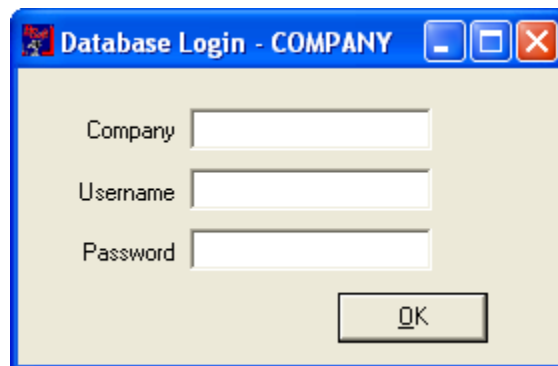 Database Login - COMPANY
Company
Username
Password
OK